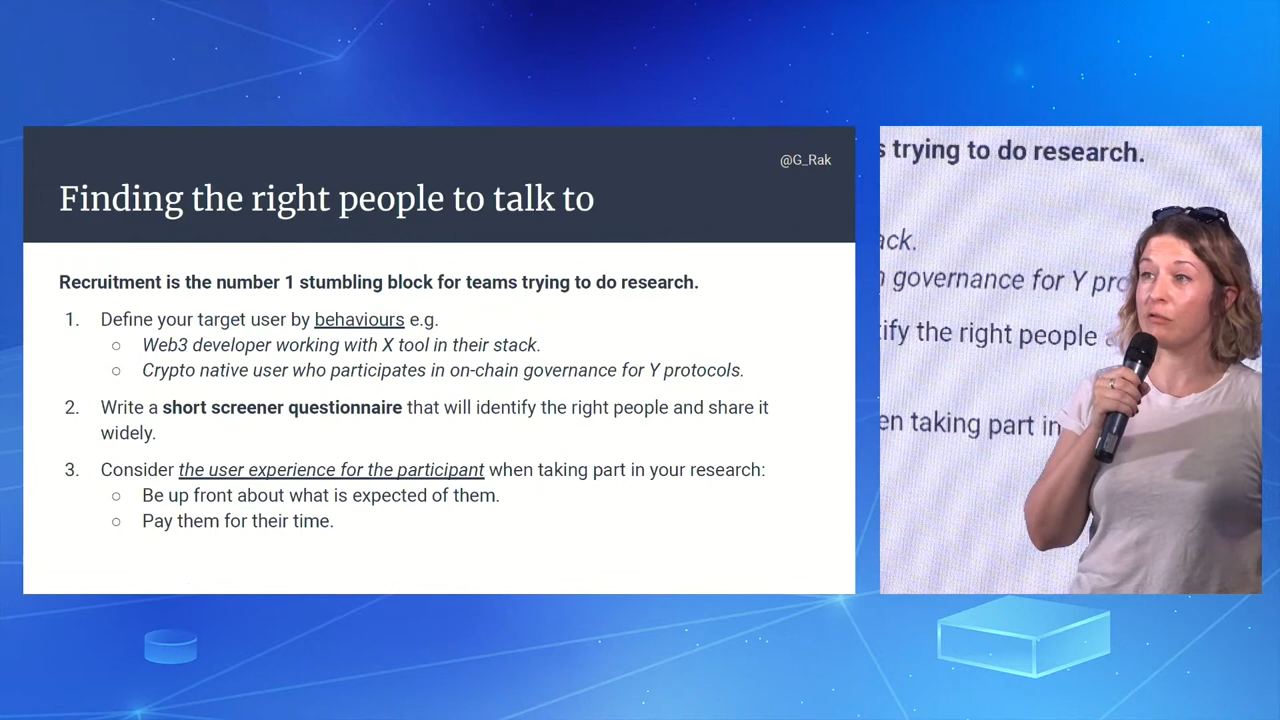 @G_Rak
Finding the right people to talk to
Recruitment is the number 1 stumbling block for teams trying to do research.
1. Define your target user by behaviours e.g.
○ Web3 developer working with X tool in their stack.
○ Crypto native user who participates in on-chain governance for Y protocols.
2. Write a short screener questionnaire that will identify the right people and share it
widely.
3. Consider the user experience for the participant when taking part in your research:
○ Be up front about what is expected of them.
○ Pay them for their time.
s trying to do research.
ack.
governance for Y pro
ify the right people
en taking part in